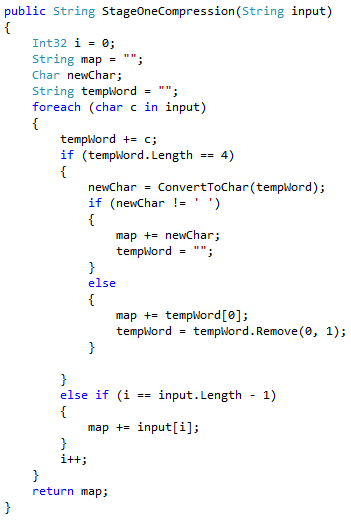 public String StageOneCompression(String input)
{
    Int32 i = 0;
    String map = "";
    Char newChar;
    String tempWord = "";
    foreach (char c in input)
    {
        tempWord += c;
        if (tempWord.Length == 4)
        {
            newChar = ConvertToChar(tempWord);
            if (newChar != ' ')
            {
                map += newChar;
                tempWord = "";
            }
            else
            {
                map += tempWord[0];
                tempWord = tempWord.Remove(0, 1);
            }

        }
        else if (i == input.Length - 1)
        {
            map += input[i];
        }
        i++;
    }
    return map;
}